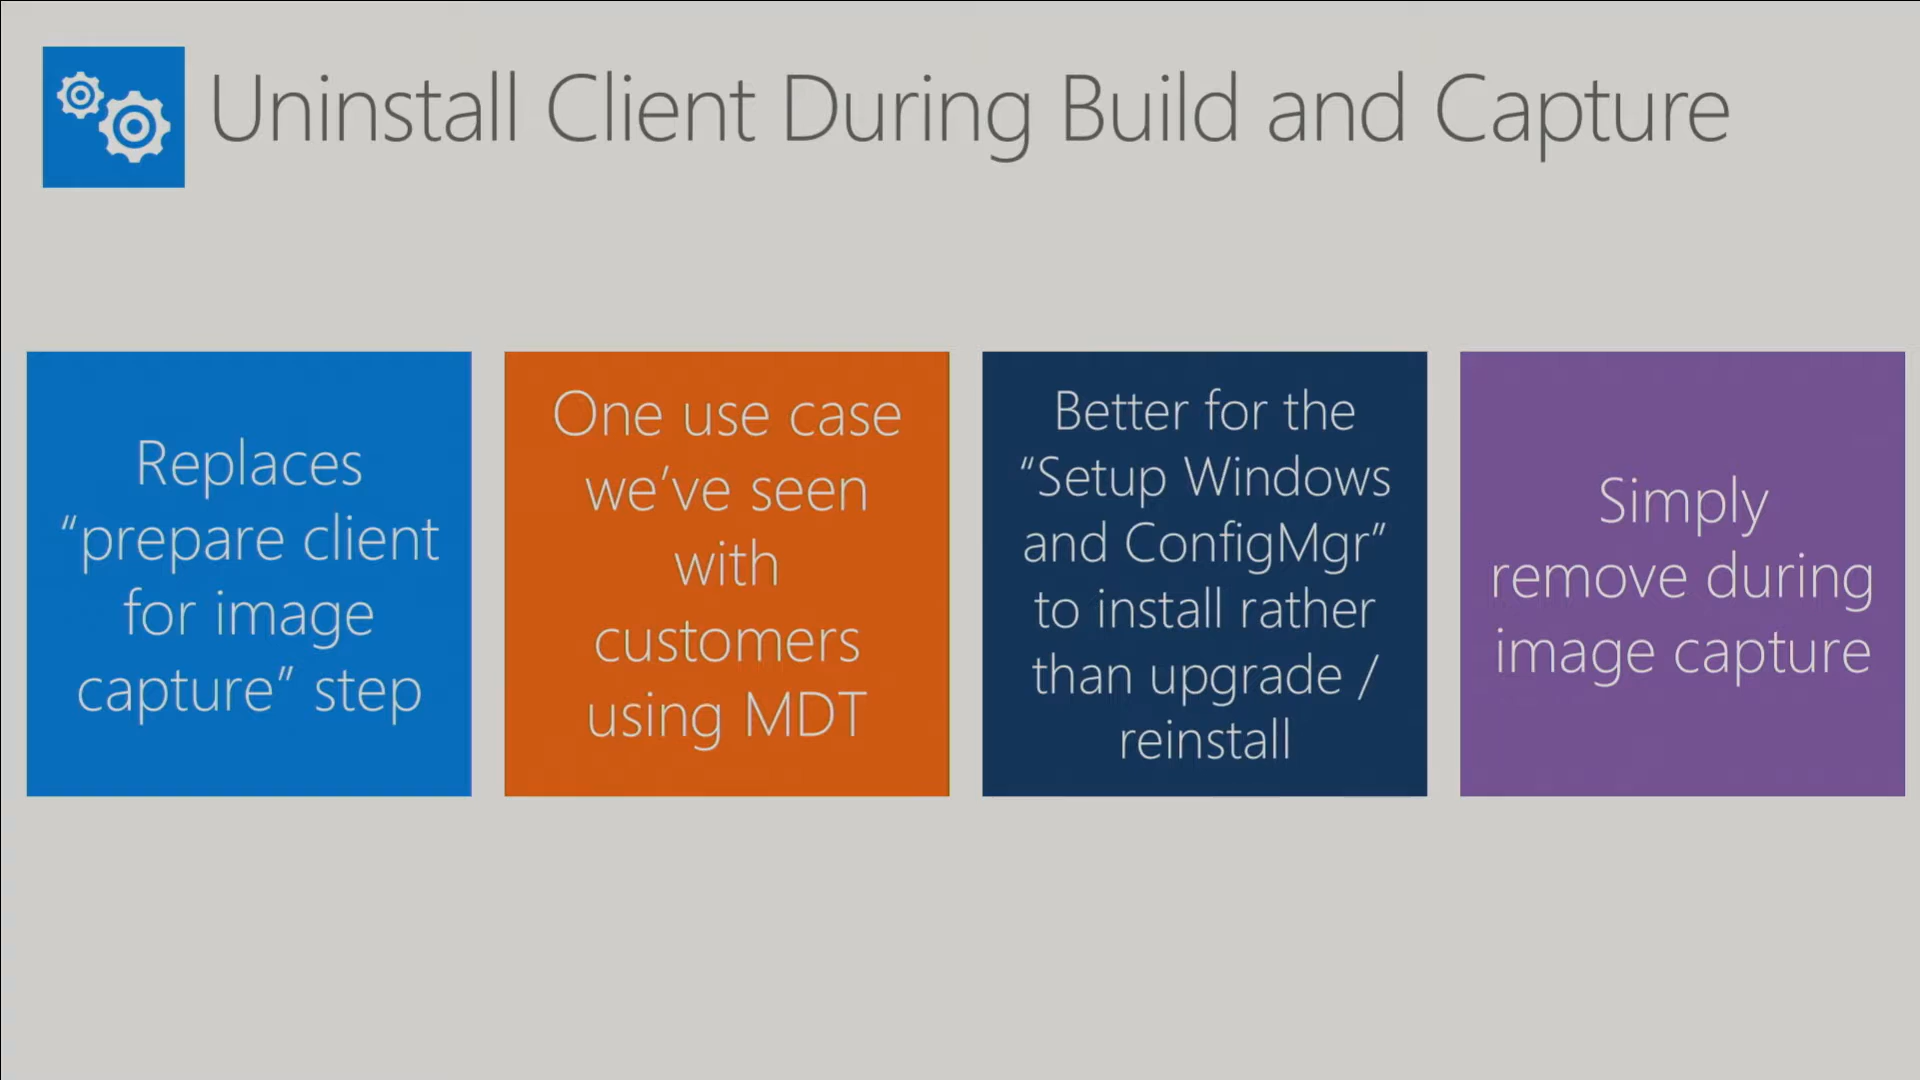 Uninstall Client During Build and Capture
Replaces
“prepare client
for image
capture” step
One use case
we’ve seen
with
customers
using MDT
Better for the
“Setup Windows
and ConfigMgr”
to install rather
than upgrade /
reinstall
Simply
remove during
image capture